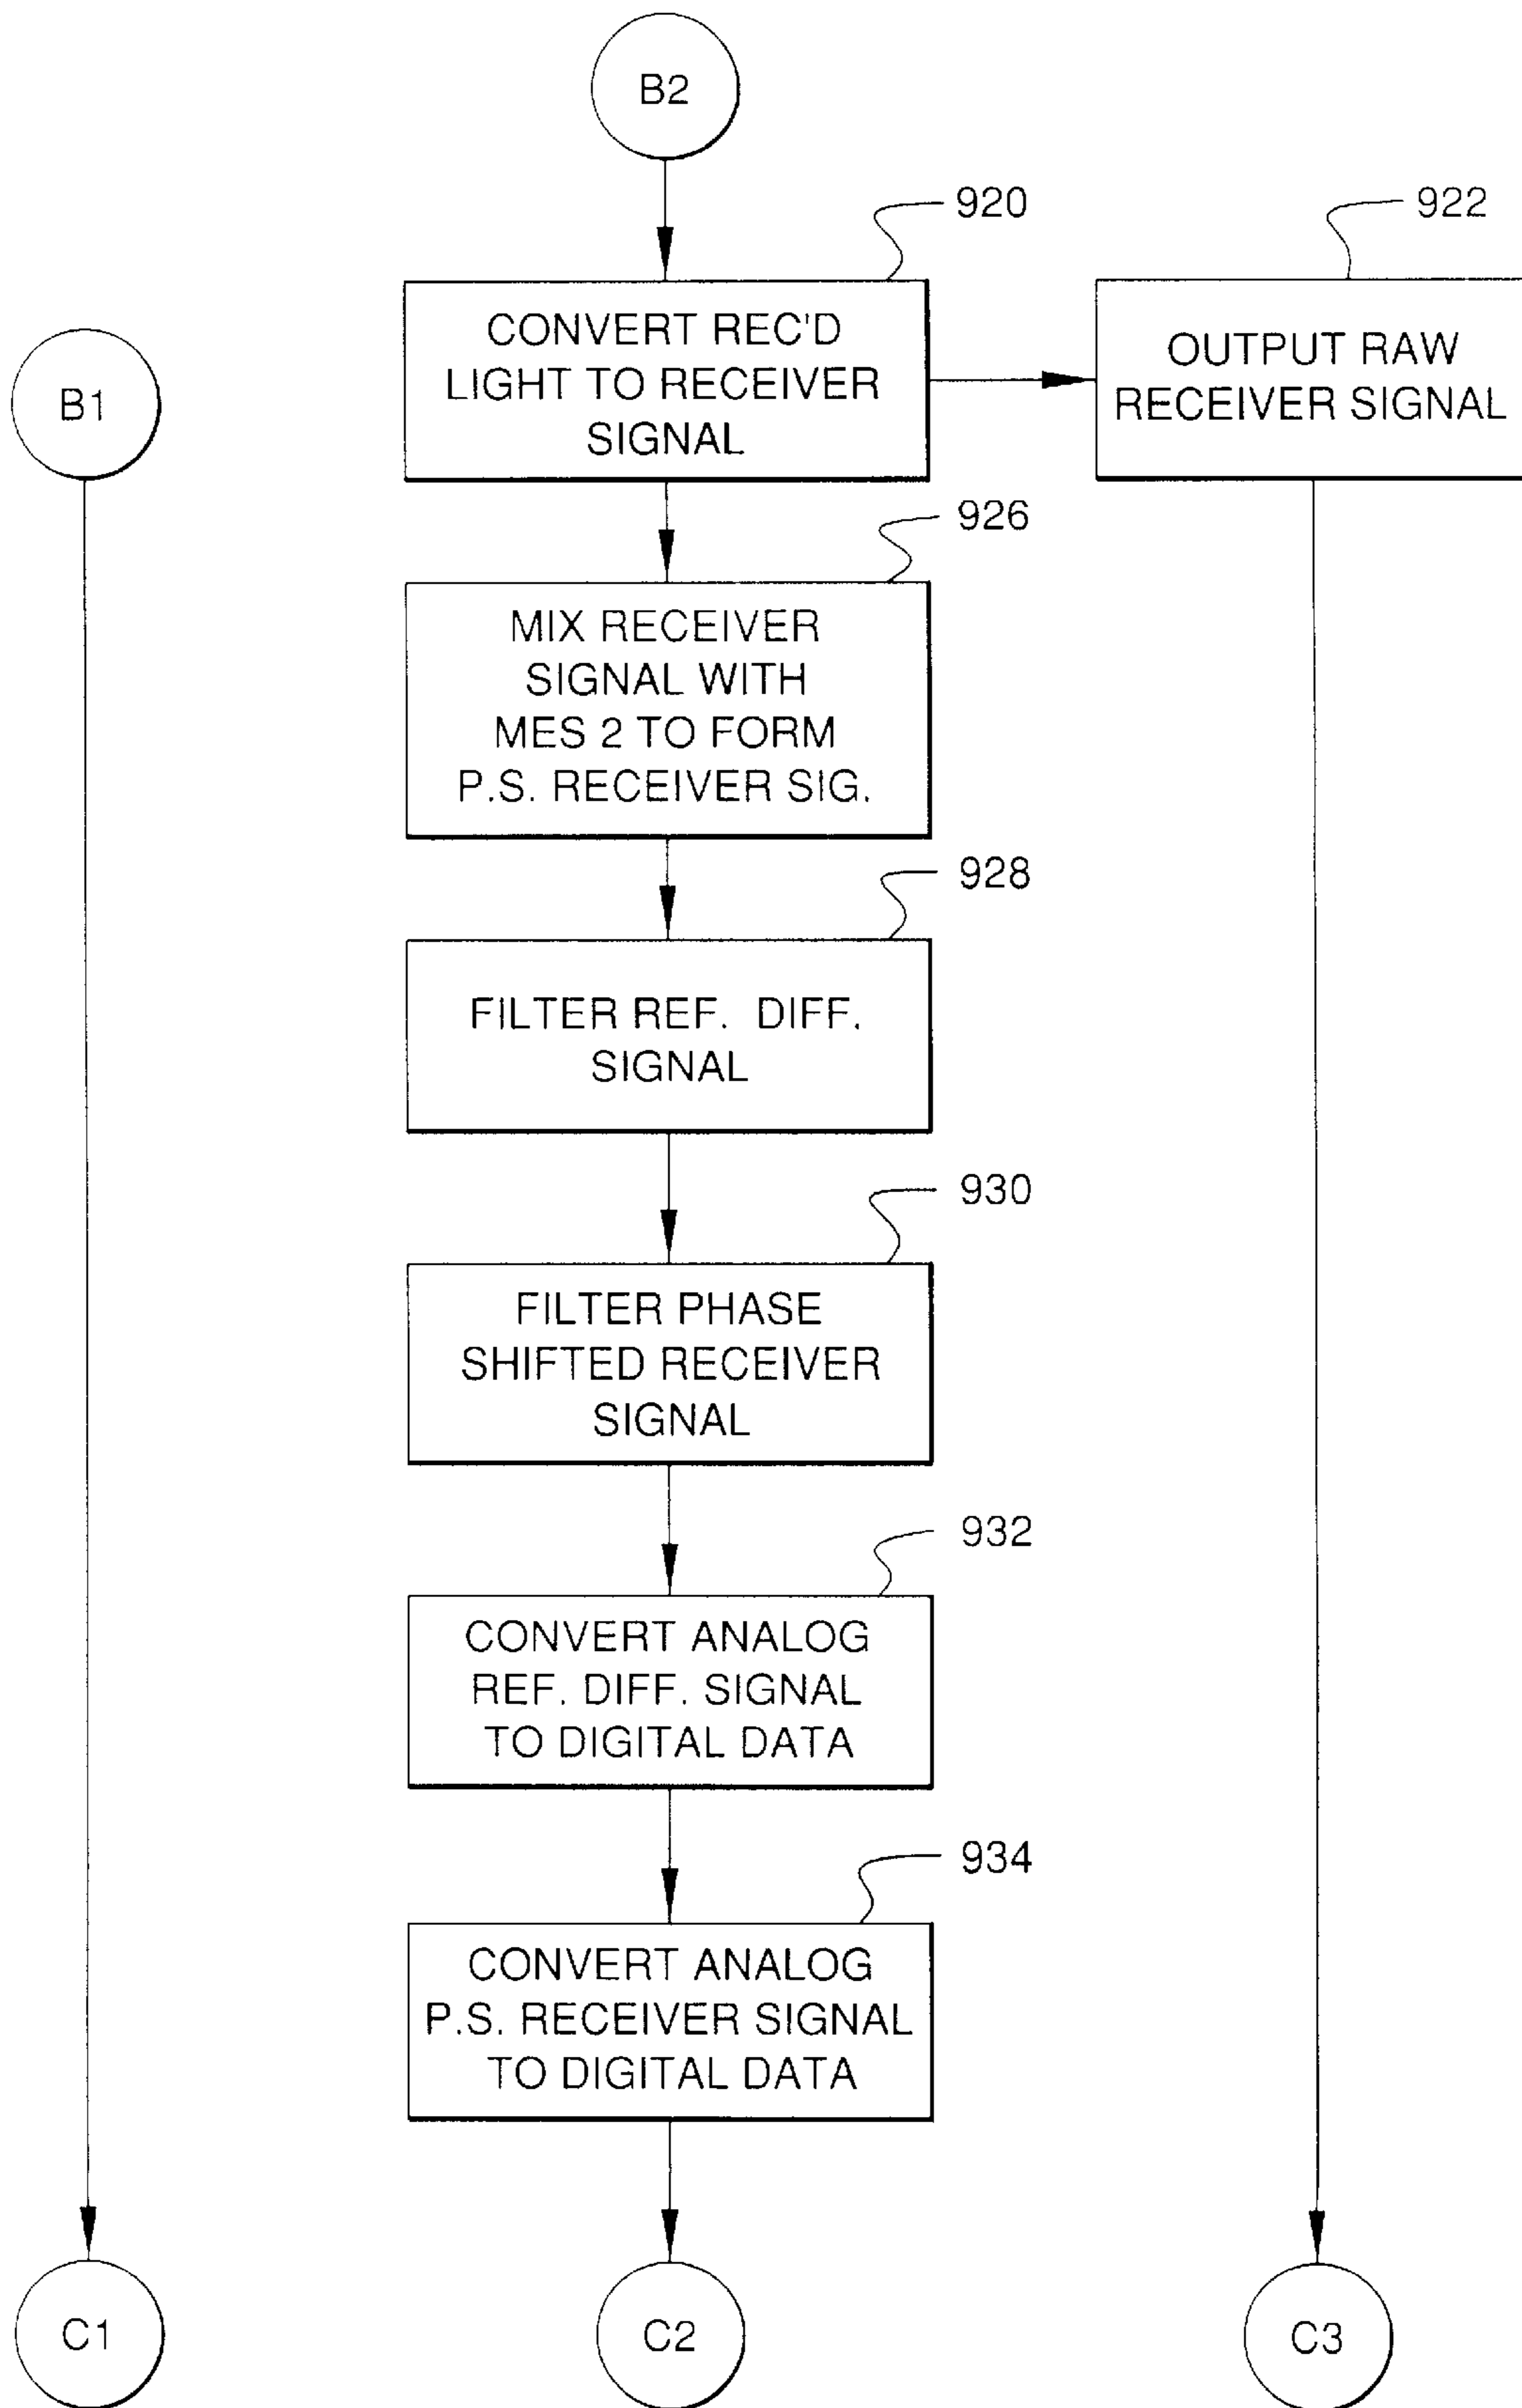 B2
920
922
CONVERT REC'D
LIGHT TO RECEIVER
SIGNAL
OUTPUT RAW
RECEIVER SIGNAL
B1
926
MIX RECEIVER
SIGNAL WITH
MES 2 TO FORM
P.S. RECEIVER SIG.
928
FILTER REF. DIFF.
SIGNAL
930
FILTER PHASE
SHIFTED RECEIVER
SIGNAL
932
CONVERT ANALOG
REF. DIFF. SIGNAL
TO DIGITAL DATA
934
CONVERT ANALOG
P.S. RECEIVER SIGNAL
TO DIGITAL DATA
C1
C2
C3